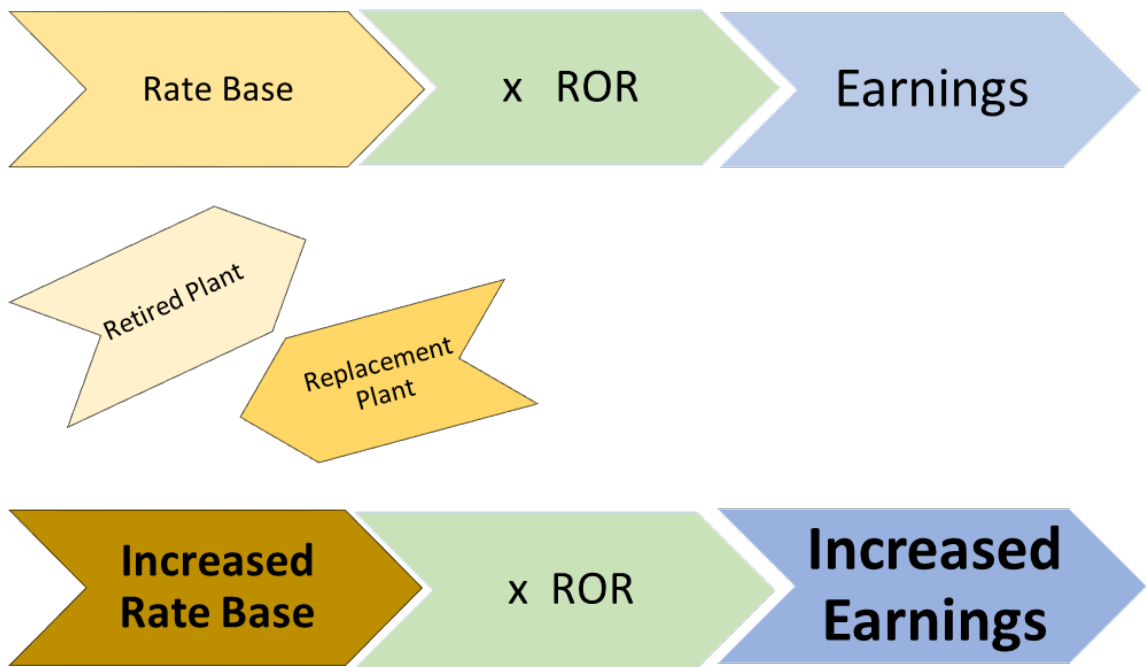 Rate Base
x ROR
Earnings
Retired Plant
Replacement
Plant
Increased
Rate Base
x ROR
Increased
Earnings